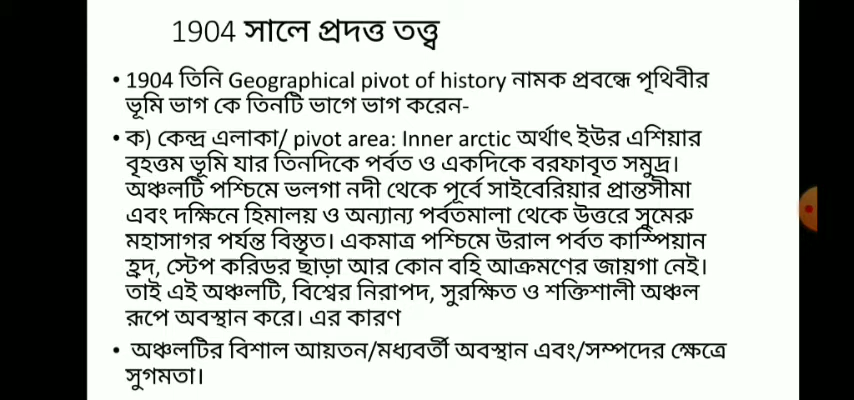 1904 সালে প্রদত্ত তত্ত্ব
• 1904 তিনি Geographical pivot of history নামক প্রবন্ধে পৃথিবীর
ভূমি ভাগ কে তিনটি ভাগে ভাগ করেন-
• ক) কেন্দ্র এলাকা/ pivot area: Inner arctic অর্থাৎ ইউর এশিয়ার
বৃহত্তম ভূমি যার তিনদিকে পর্বত ও একদিকে বরফাবৃত সমুদ্র।
অঞ্চলটি পশ্চিমে ভলগা নদী থেকে পূর্বে সাইবেরিয়ার প্রান্তসীমা
এবং দক্ষিনে হিমালয় ও অন্যান্য পর্বতমালা থেকে উত্তরে সুমেরু
মহাসাগর পর্যন্ত বিস্তৃত। একমাত্র পশ্চিমে উরাল পর্বত কাস্পিয়ান
হ্রদ, স্টেপ করিডর ছাড়া আর কোন বহি আক্রমণের জায়গা নেই।
তাই এই অঞ্চলটি, বিশ্বের নিরাপদ, সুরক্ষিত ও শক্তিশালী অঞ্চল
রূপে অবস্থান করে। এর কারণ
• অঞ্চলটির বিশাল আয়তন/মধ্যবর্তী অবস্থান এবং/সম্পদের ক্ষেত্রে
সুগমতা।